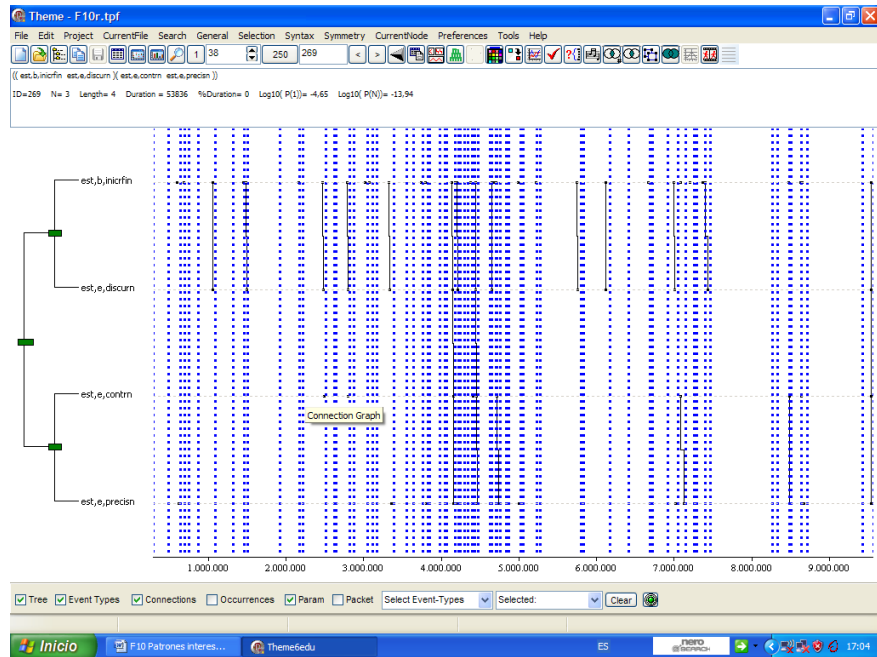 Theme - F10r.tpf
File Edit Project CurrentFile Search General Selection Syntax Symmetry CurrentNode Preferences Tools Help
1 38 250 269 < >
(( est,b,inicrfin est,e,discurn )( est,e,contrn est,e,precisn ))
ID=269 N= 3 Length= 4 Duration = 53836 %Duration= 0 Log10( P(1))= -4,65 Log10( P(N))= -13,94
est,b,inicrfin
est,e,discurn
est,e,contrn
Connection Graph
est,e,precisn
1.000.000 2.000.000 3.000.000 4.000.000 5.000.000 6.000.000 7.000.000 8.000.000 9.000.000
Tree Event Types Connections Occurrences Param Packet Select Event-Types Selected: Clear
Inicio F10 Patrones interes... Theme6edu ES nero SEARCH 17:04